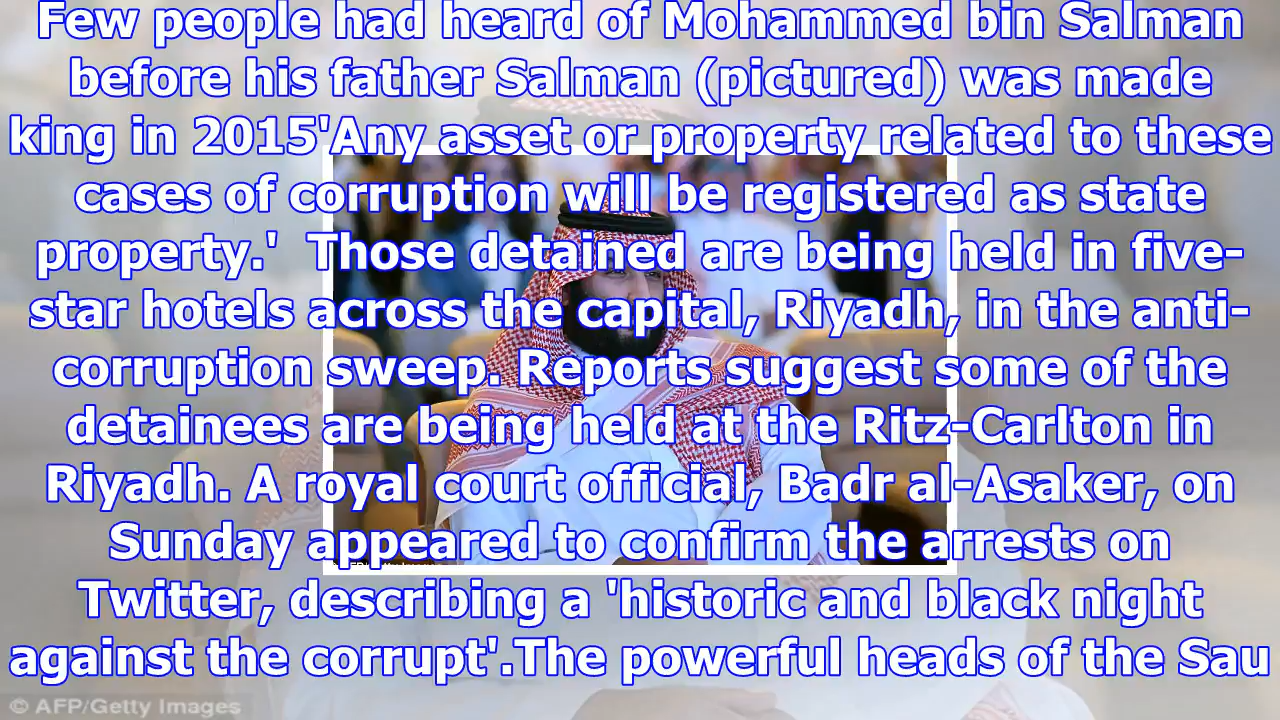 Few people had heard of Mohammed bin Salman
before his father Salman (pictured) was made
king in 2015'Any asset or property related to these
cases of corruption will be registered as state
property.'  Those detained are being held in five-
star hotels across the capital, Riyadh, in the anti-
corruption sweep. Reports suggest some of the
detainees are being held at the Ritz-Carlton in
Riyadh. A royal court official, Badr al-Asaker, on
Sunday appeared to confirm the arrests on
Twitter, describing a 'historic and black night
against the corrupt'.The powerful heads of the Sau
© AFP/Getty Images